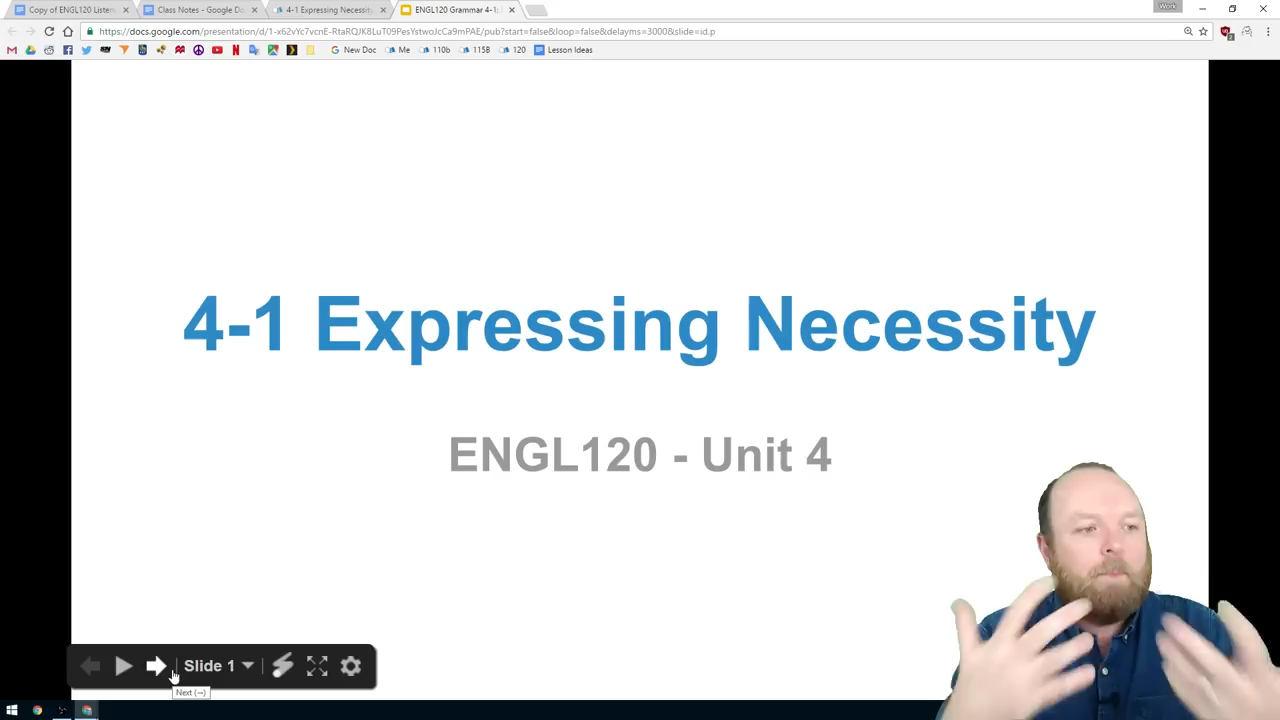 Copy of ENGL120 Listen
Class Notes - Google Do
4-1 Expressing Necessity
ENGL120 Grammar 4-1:
Work
https://docs.google.com/presentation/d/1-x62vYc7vcnE-RtaRQJK8LuT09PesYstwoJcCa9mPAE/pub?start=false&loop=false&delayms=3000&slide=id.p
New Doc
Me
110b
115B
120
Lesson Ideas
4-1 Expressing Necessity
ENGL120 - Unit 4
Slide 1
Next (→)